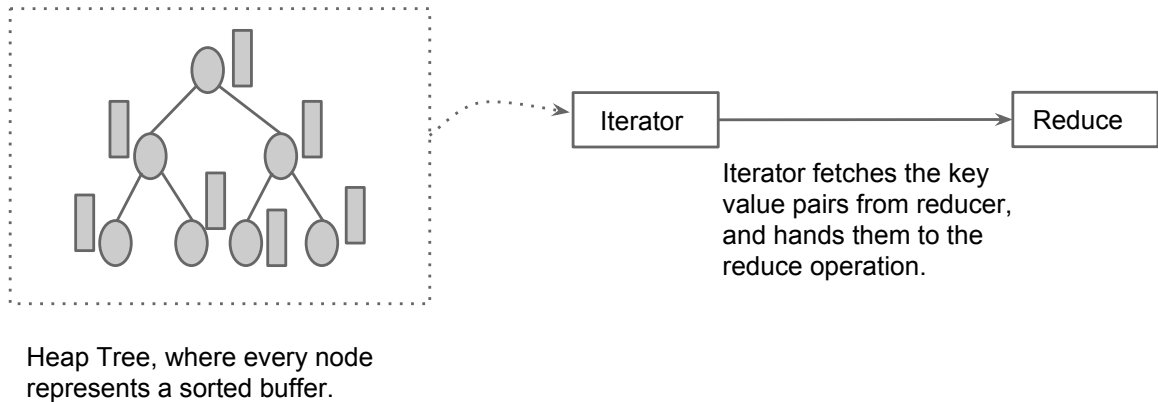 Iterator
Reduce
Iterator fetches the key
value pairs from reducer,
and hands them to the
reduce operation.
Heap Tree, where every node
represents a sorted buffer.